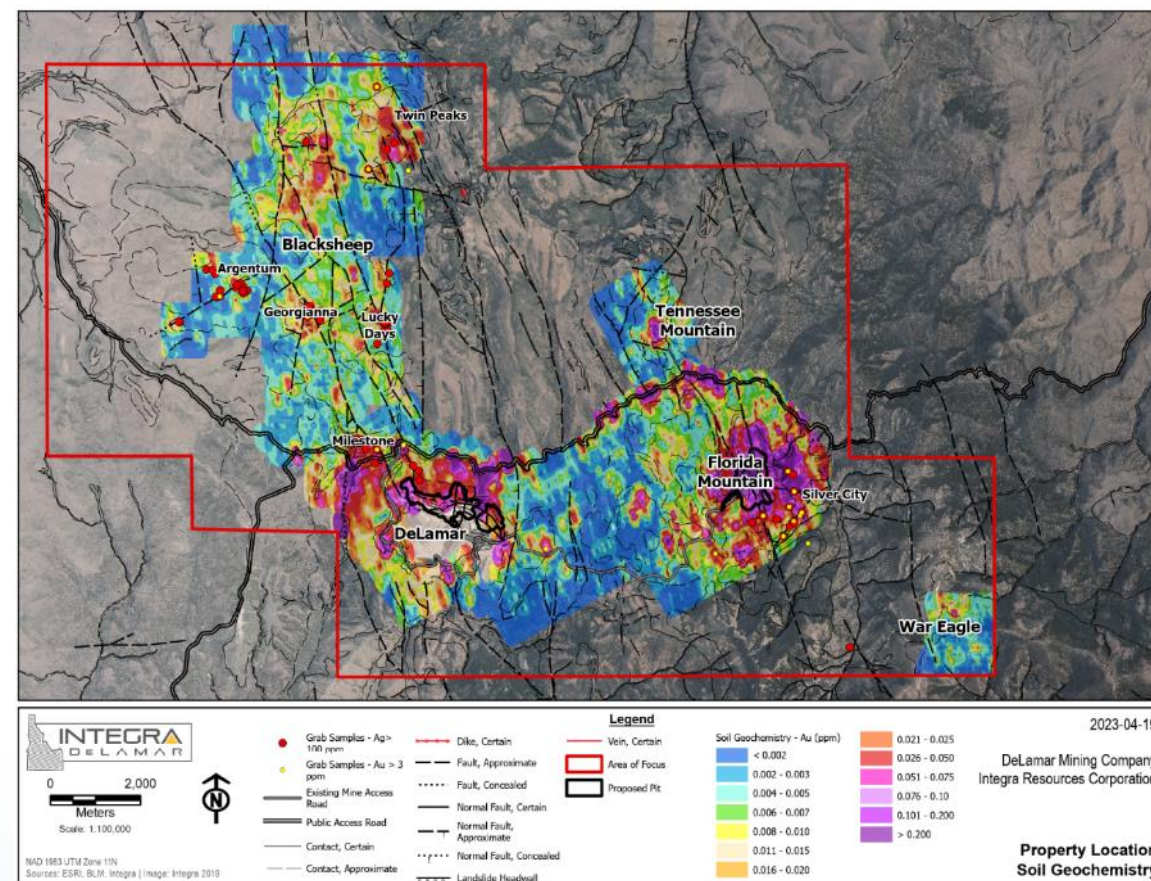 Twin Peaks
Blacksheep
Argentum
Georgianna
Lucky
Days
Tennessee
Mountain
Milestone
Florida
Mountain
Silver City
DeLamar
War Eagle
INTEGRA
DELAMAR
0 2,000
Meters
Scale: 1:100,000
N
NAD 1983 UTM Zone 11N
Sources: ESRI, BLM, Integra | Image: Integra 2019
Legend
Grab Samples - Ag>
100 ppm
Grab Samples - Au > 3
ppm
Existing Mine Access
Road
Public Access Road
Contact, Certain
Contact, Approximate
Dike, Certain
Fault, Approximate
Fault, Concealed
Normal Fault, Certain
Normal Fault,
Approximate
Normal Fault, Concealed
Landslide Headwall
Vein, Certain
Area of Focus
Proposed Pit
Soil Geochemistry - Au (ppm)
< 0.002
0.002 - 0.003
0.004 - 0.005
0.006 - 0.007
0.008 - 0.010
0.011 - 0.015
0.016 - 0.020
0.021 - 0.025
0.026 - 0.050
0.051 - 0.075
0.076 - 0.10
0.101 - 0.200
> 0.200
2023-04-19
DeLamar Mining Company
Integra Resources Corporation
Property Location
Soil Geochemistry